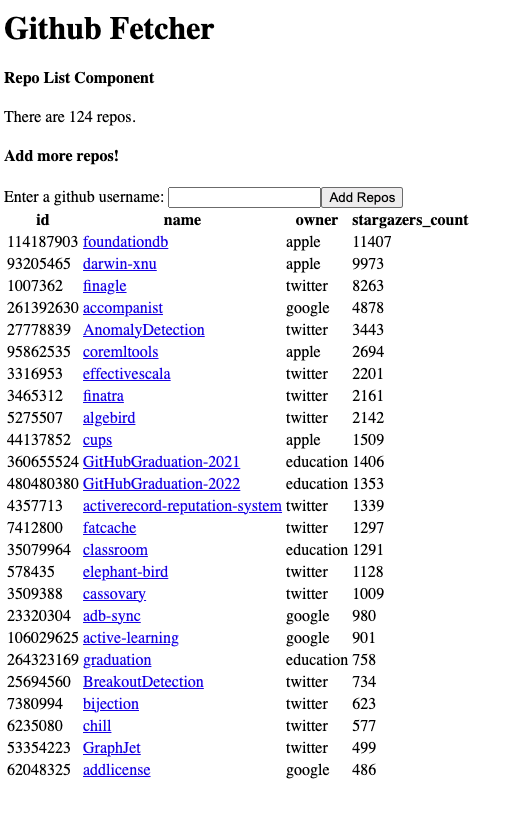 Github Fetcher
Repo List Component
There are 124 repos.
Add more repos!
Enter a github username: Add Repos
id name owner stargazers_count
114187903 foundationdb apple 11407
93205465 darwin-xnu apple 9973
1007362 finagle twitter 8263
261392630 accompanist google 4878
27778839 AnomalyDetection twitter 3443
95862535 coremltools apple 2694
3316953 effectivescala twitter 2201
3465312 finatra twitter 2161
5275507 algebird twitter 2142
44137852 cups apple 1509
360655524 GitHubGraduation-2021 education 1406
480480380 GitHubGraduation-2022 education 1353
4357713 activerecord-reputation-system twitter 1339
7412800 fatcache twitter 1297
35079964 classroom education 1291
578435 elephant-bird twitter 1128
3509388 cassovary twitter 1009
23320304 adb-sync google 980
106029625 active-learning google 901
264323169 graduation education 758
25694560 BreakoutDetection twitter 734
7380994 bijection twitter 623
6235080 chill twitter 577
53354223 GraphJet twitter 499
62048325 addlicense google 486